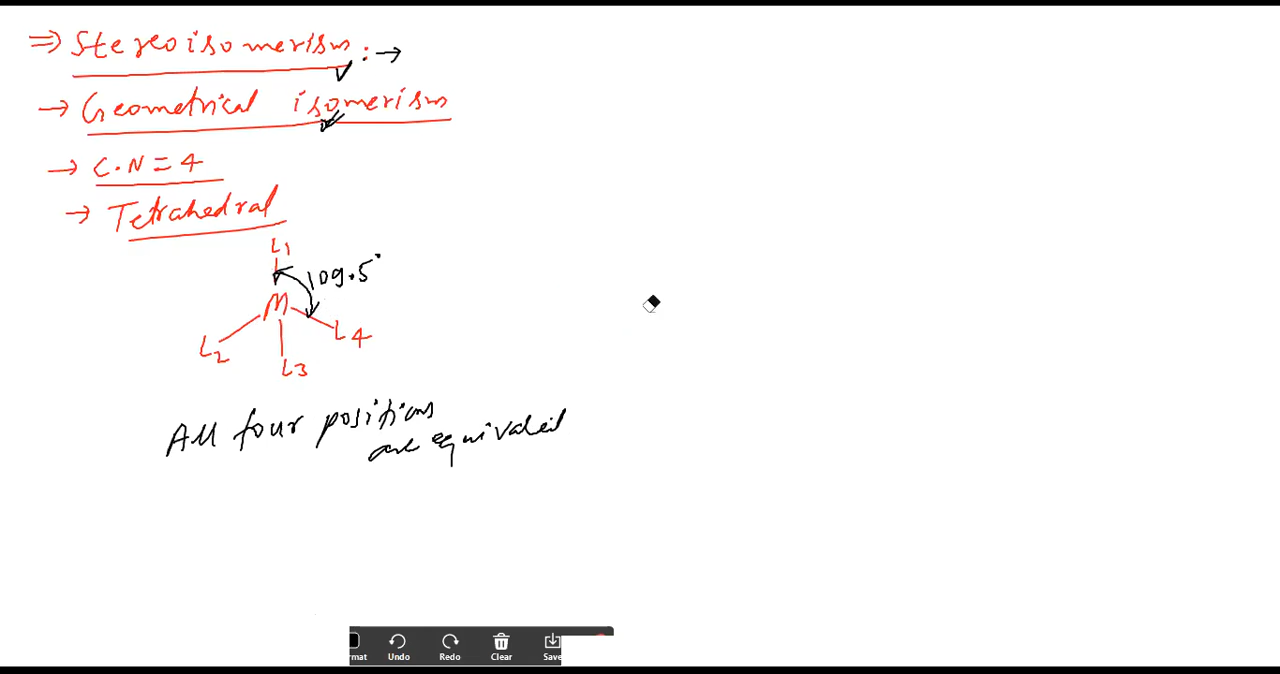 ⇒ Stereoisomerism :→
→ Geometrical isomerism
→ C.N = 4
→ Tetrahedral
L1
109.5°
M
L2
L4
L3
All four positions
are equivalent
rmat Undo Redo Clear Save